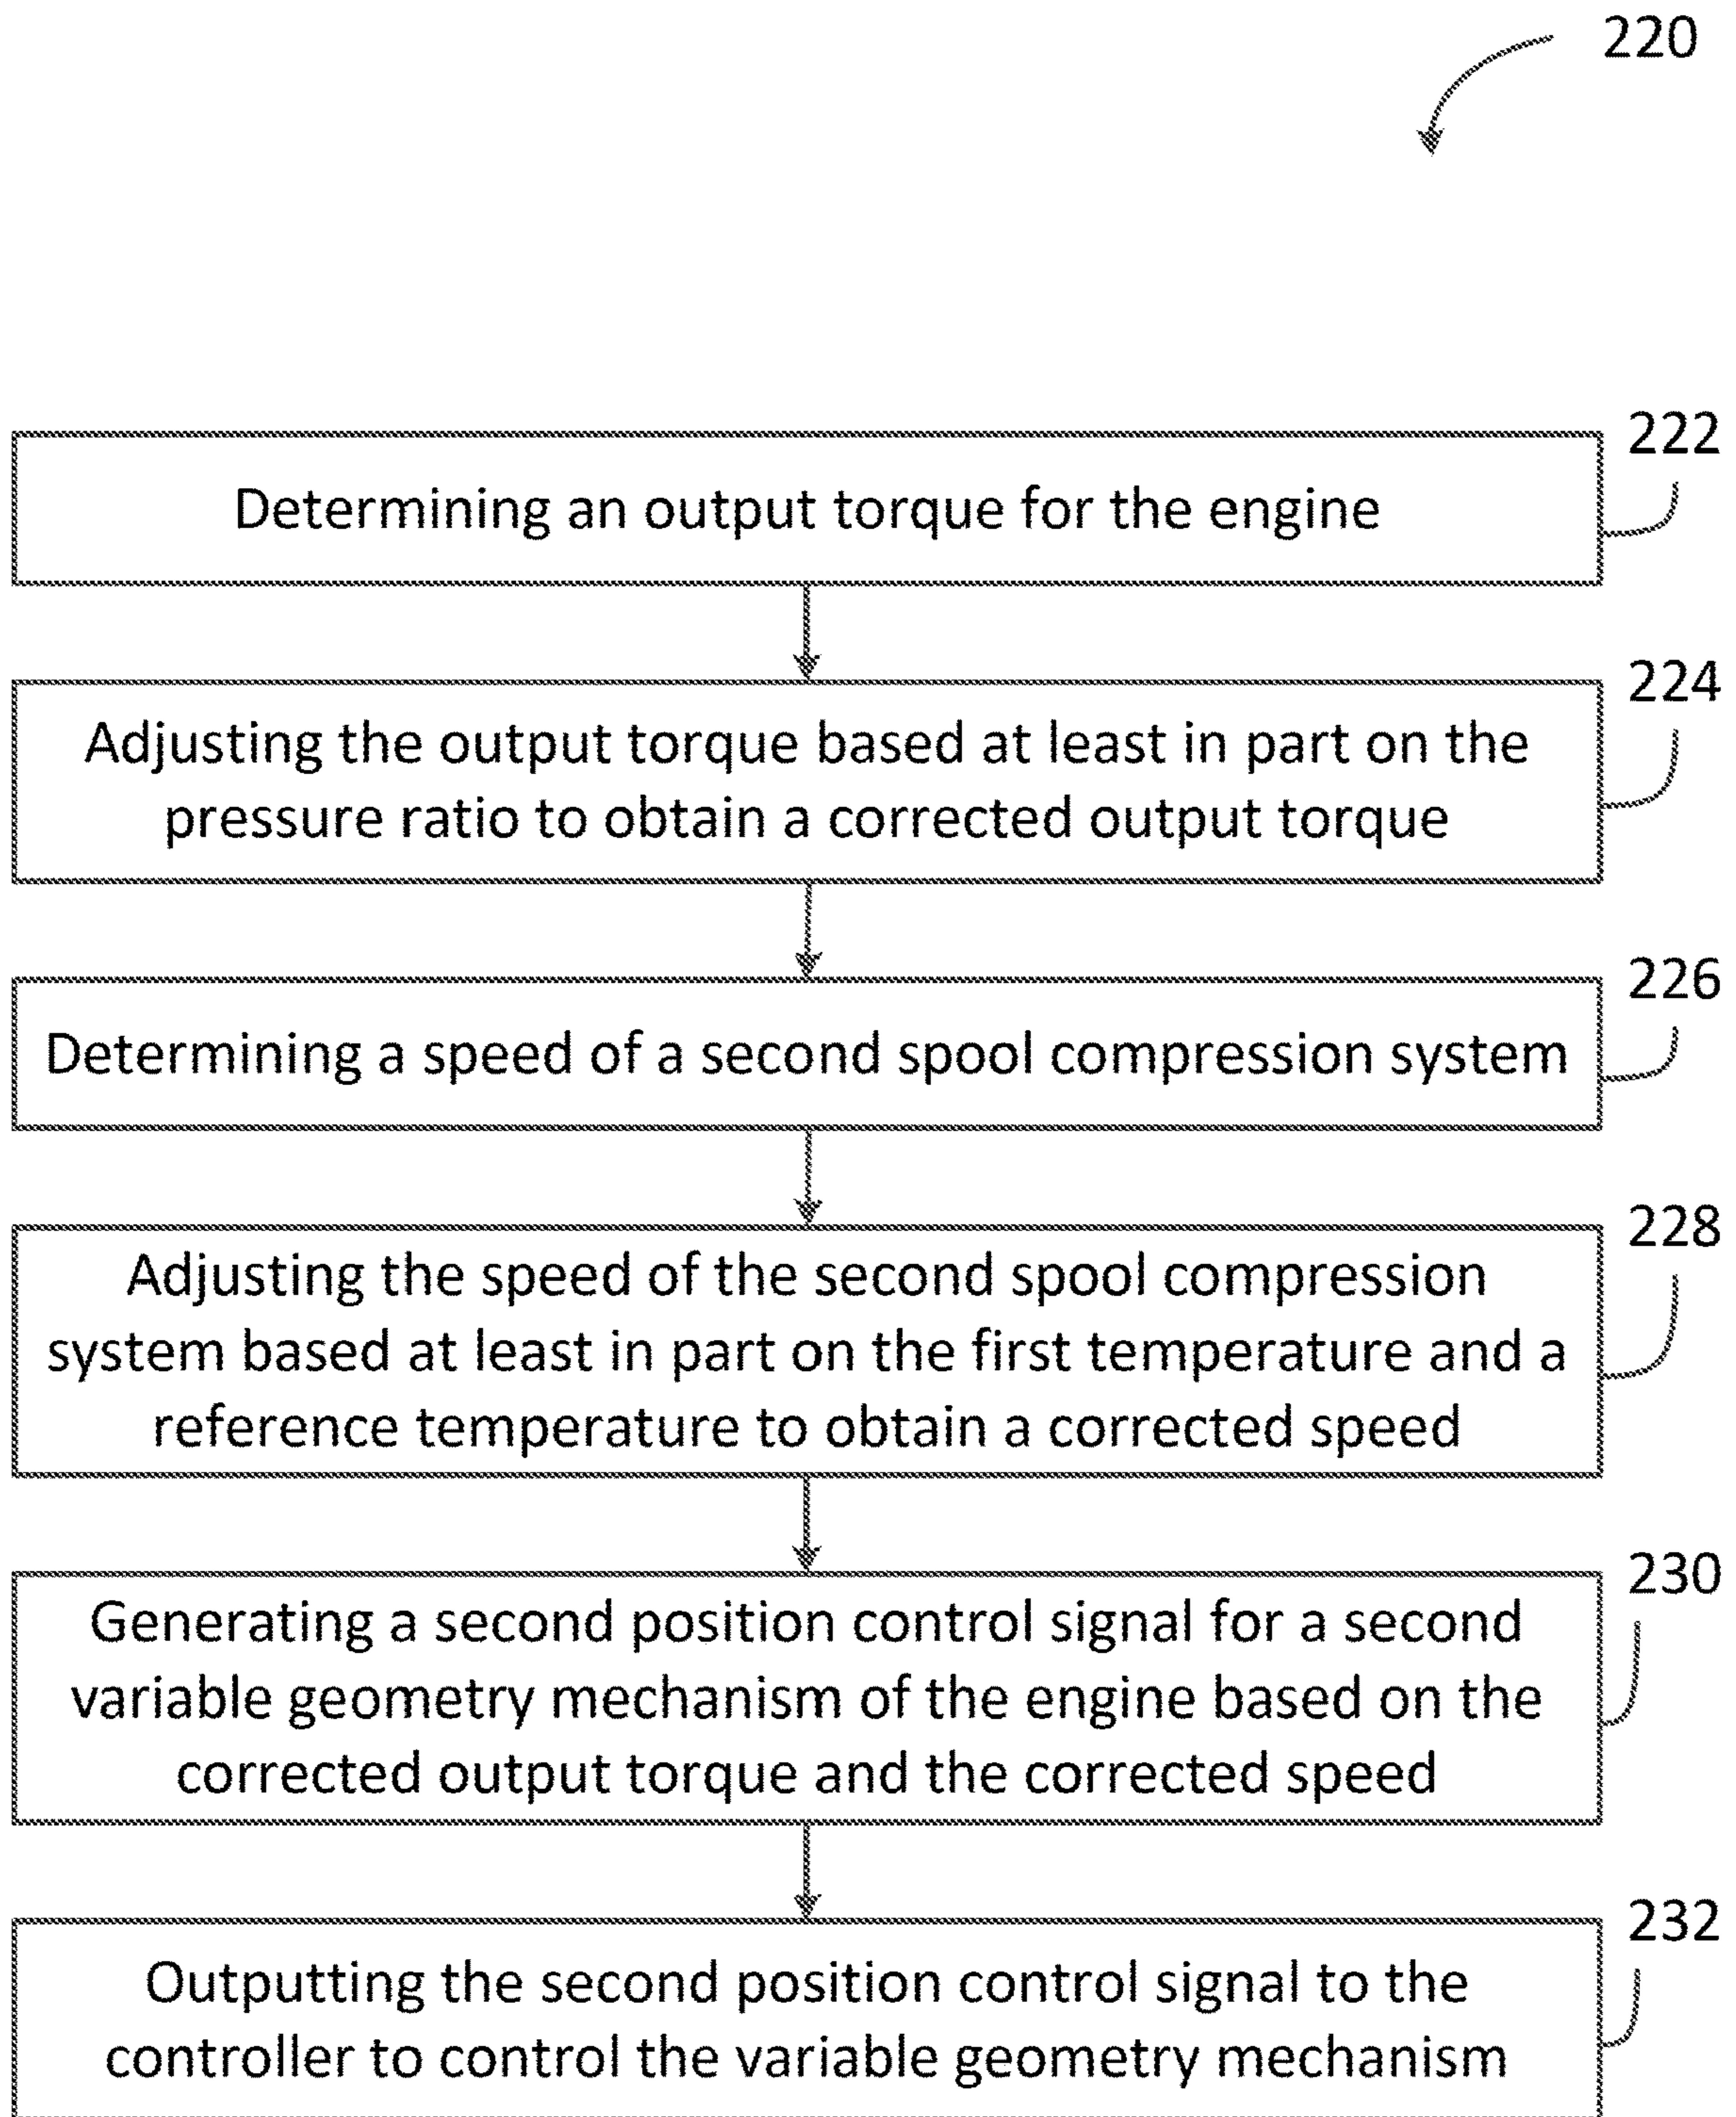 220
222
Determining an output torque for the engine
224
Adjusting the output torque based at least in part on the
pressure ratio to obtain a corrected output torque
226
Determining a speed of a second spool compression system
228
Adjusting the speed of the second spool compression
system based at least in part on the first temperature and a
reference temperature to obtain a corrected speed
230
Generating a second position control signal for a second
variable geometry mechanism of the engine based on the
corrected output torque and the corrected speed
232
Outputting the second position control signal to the
controller to control the variable geometry mechanism